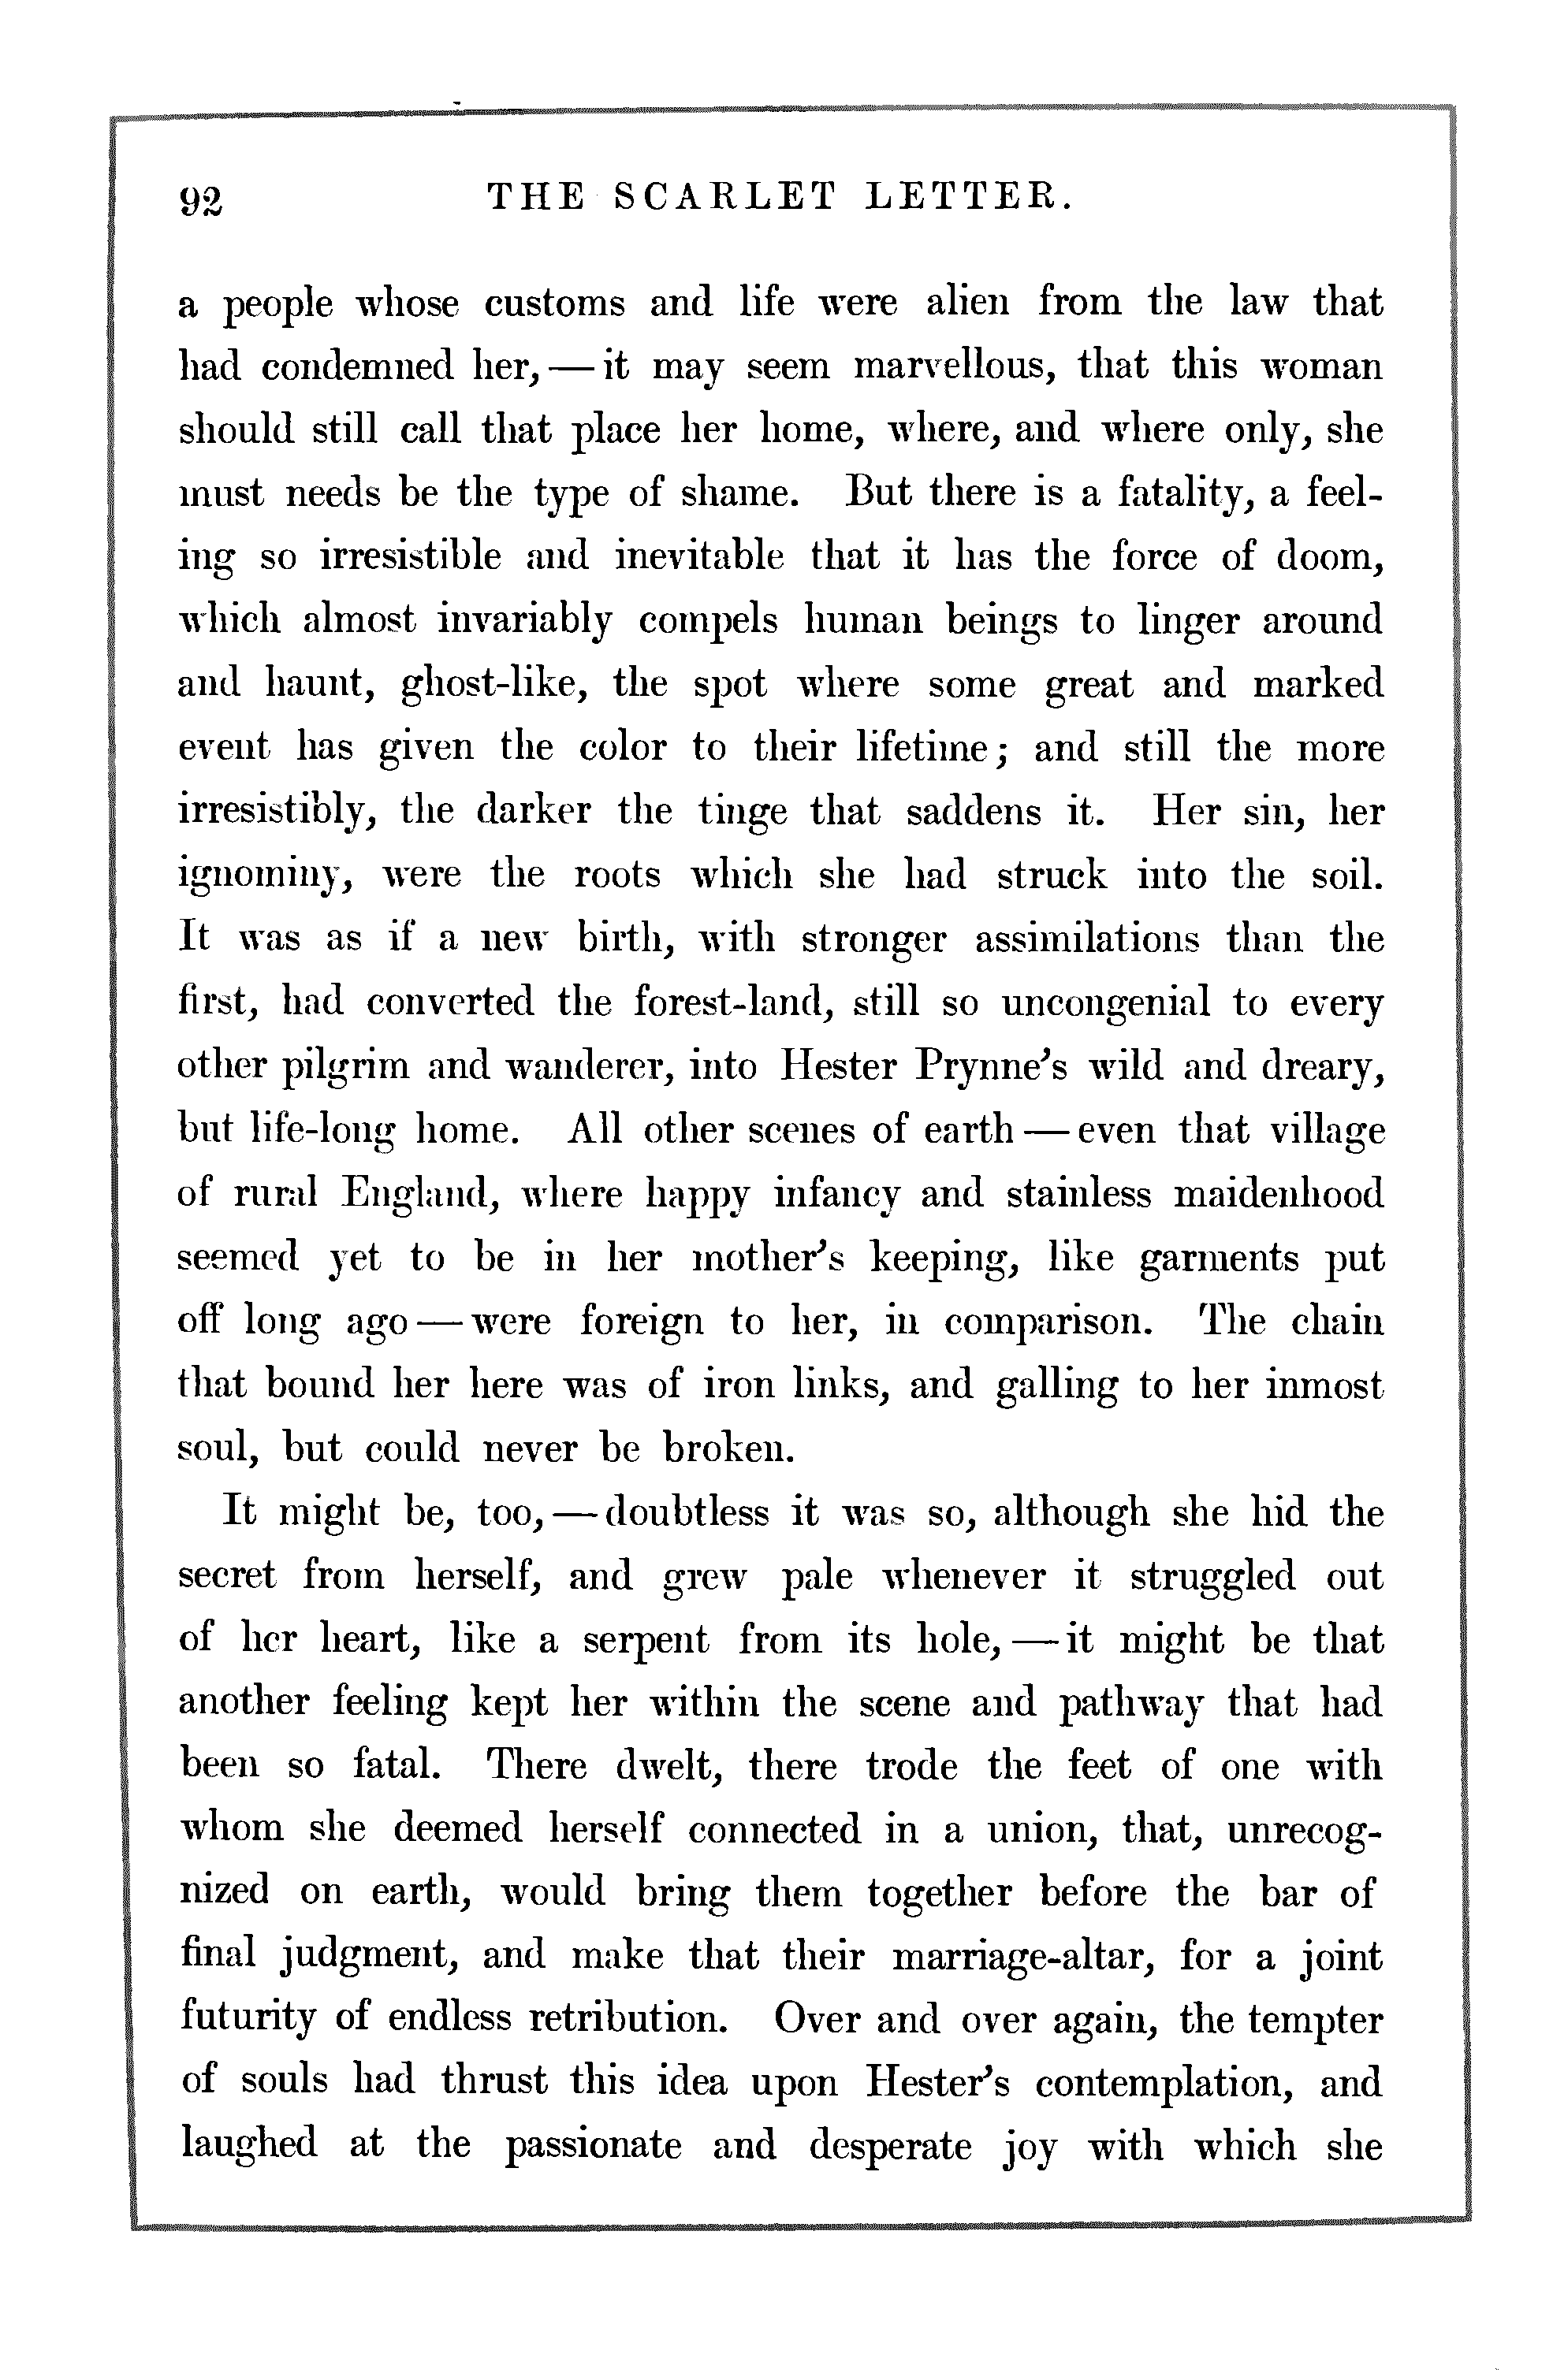 92 THE SCARLET LETTER.
a people whose customs and life were alien from the law that
had condemned her,—it may seem marvellous, that this woman
should still call that place her home, where, and where only, she
must needs be the type of shame. But there is a fatality, a feel-
ing so irresistible and inevitable that it has the force of doom,
which almost invariably compels human beings to linger around
and haunt, ghost-like, the spot where some great and marked
event has given the color to their lifetime; and still the more
irresistibly, the darker the tinge that saddens it. Her sin, her
ignominy, were the roots which she had struck into the soil.
It was as if a new birth, with stronger assimilations than the
first, had converted the forest-land, still so uncongenial to every
other pilgrim and wanderer, into Hester Prynne's wild and dreary,
but life-long home. All other scenes of earth—even that village
of rural England, where happy infancy and stainless maidenhood
seemed yet to be in her mother's keeping, like garments put
off long ago—were foreign to her, in comparison. The chain
that bound her here was of iron links, and galling to her inmost
soul, but could never be broken.
It might be, too,—doubtless it was so, although she hid the
secret from herself, and grew pale whenever it struggled out
of her heart, like a serpent from its hole,—it might be that
another feeling kept her within the scene and pathway that had
been so fatal. There dwelt, there trode the feet of one with
whom she deemed herself connected in a union, that, unrecog-
nized on earth, would bring them together before the bar of
final judgment, and make that their marriage-altar, for a joint
futurity of endless retribution. Over and over again, the tempter
of souls had thrust this idea upon Hester's contemplation, and
laughed at the passionate and desperate joy with which she